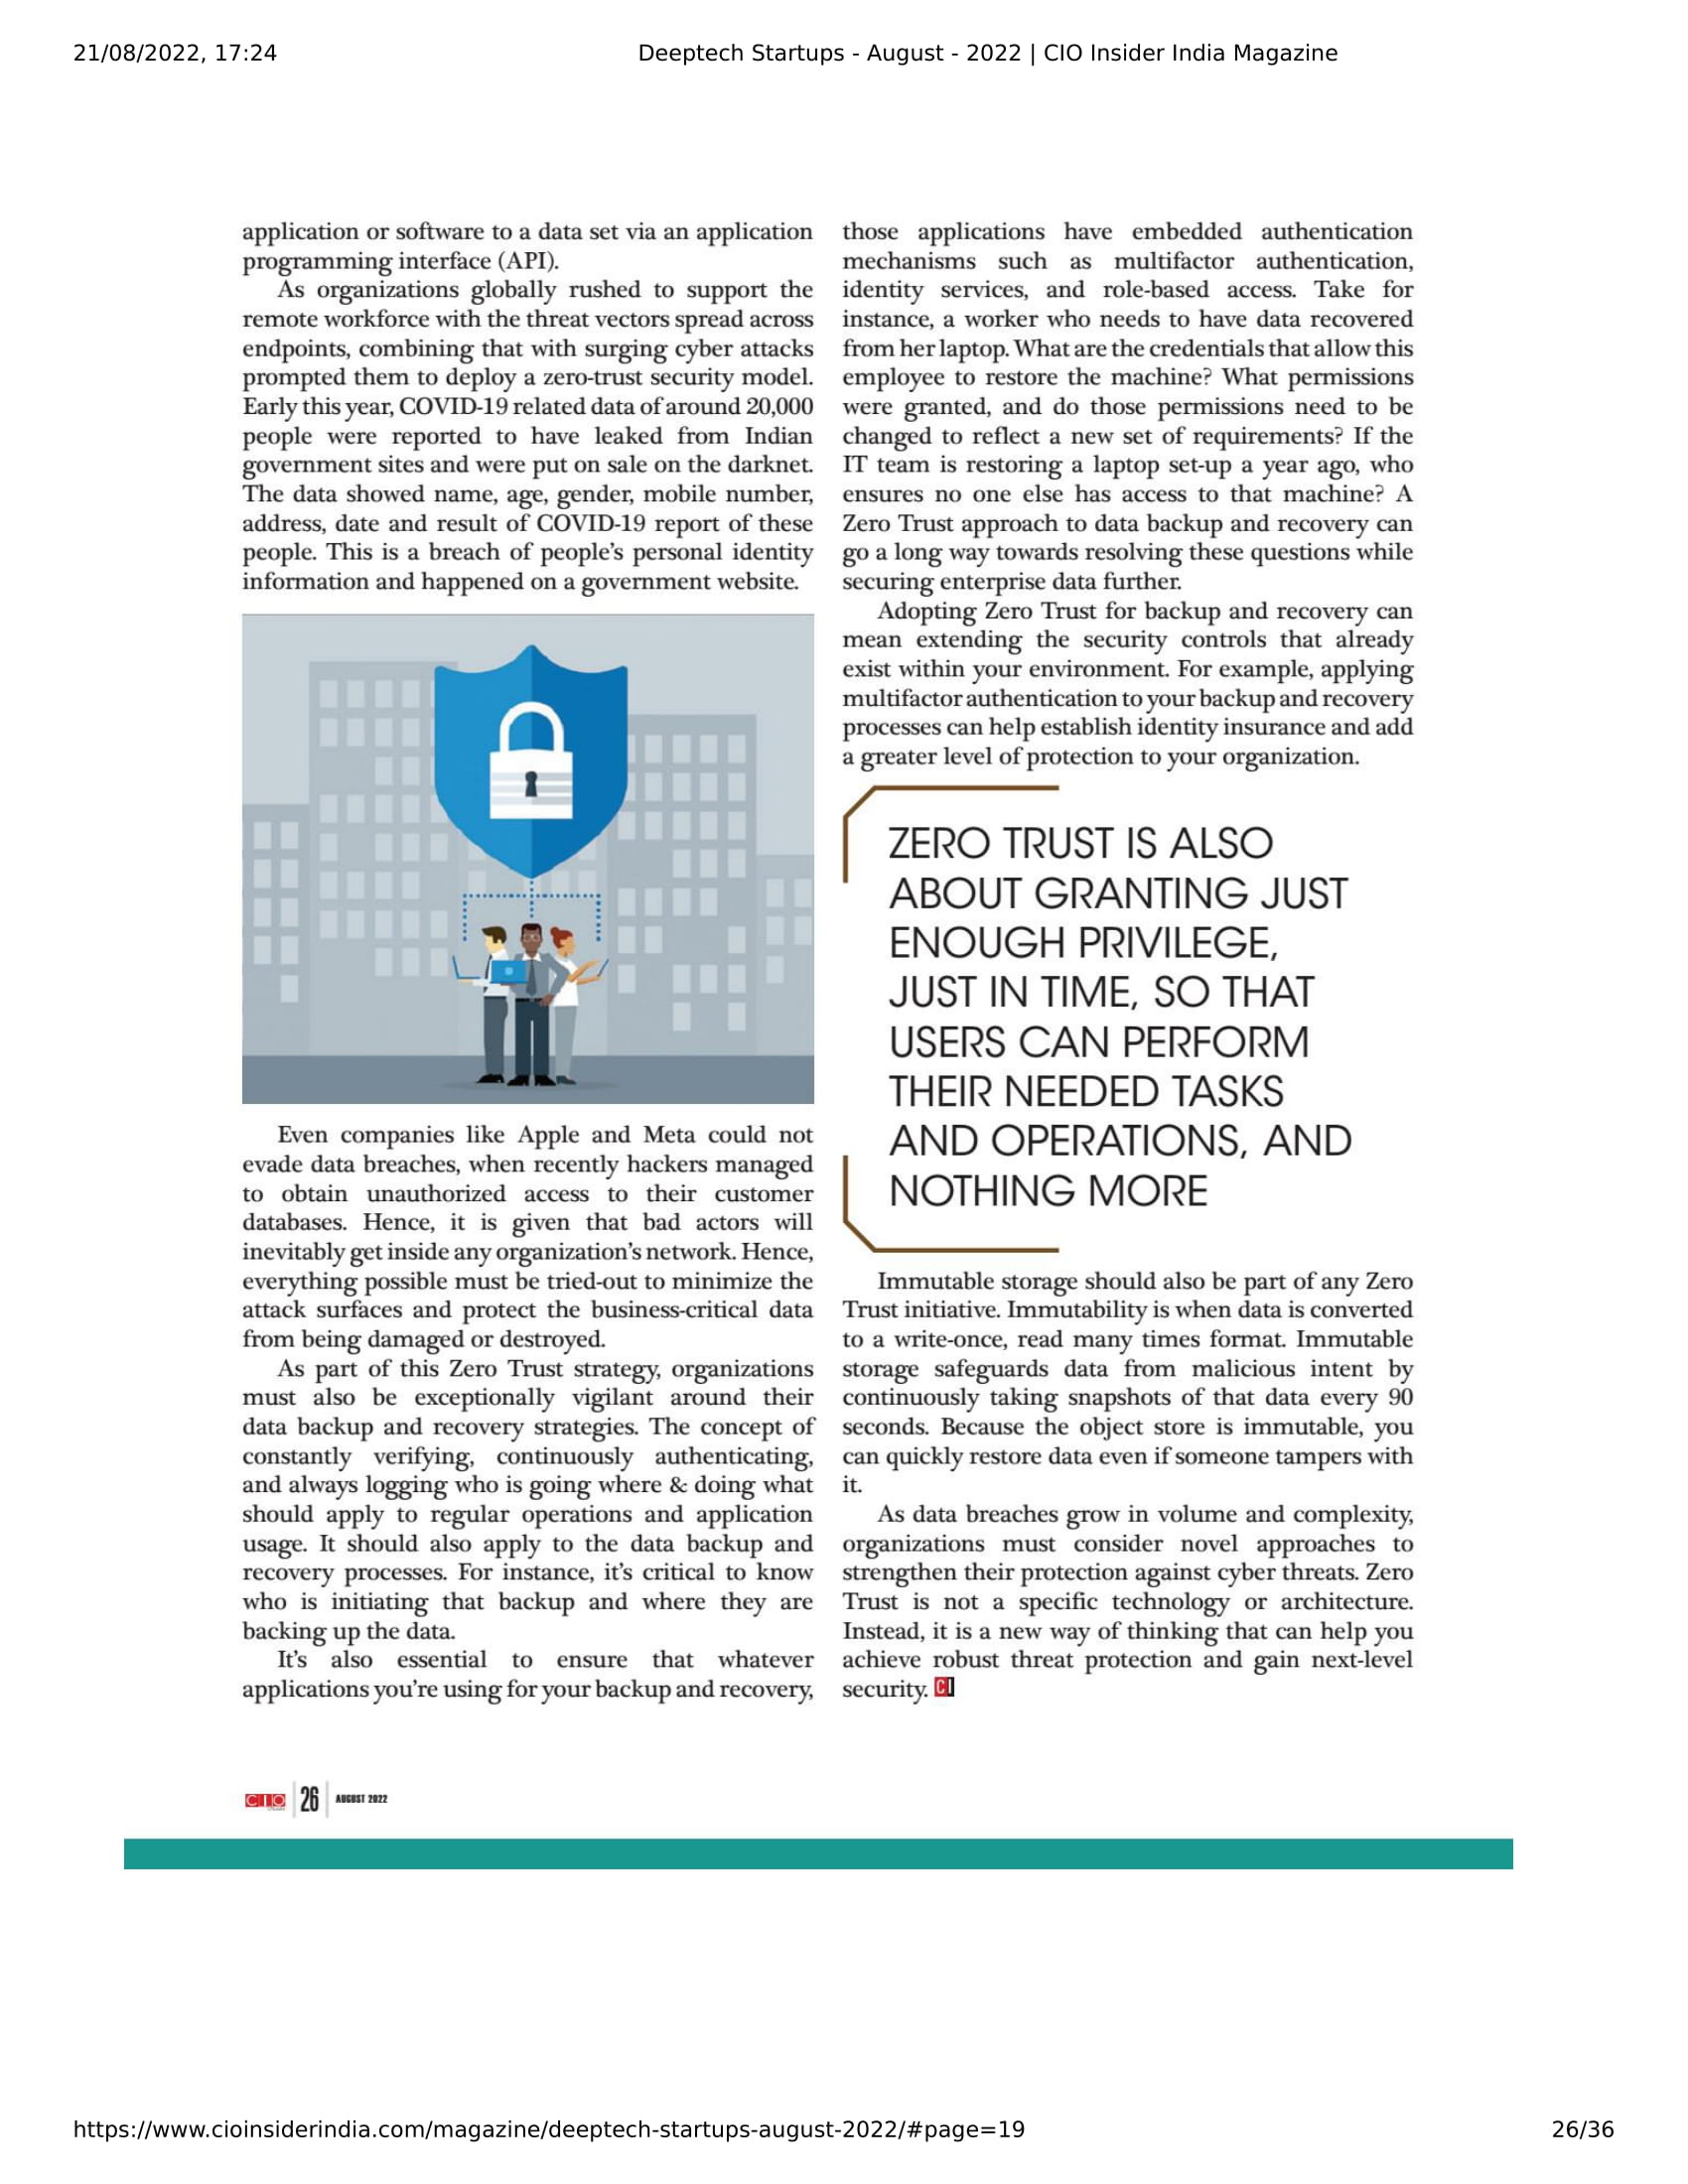 21/08/2022, 17:24
Deeptech Startups - August - 2022 | CIO Insider India Magazine
application or software to a data set via an application
programming interface (API).
As organizations globally rushed to support the
remote workforce with the threat vectors spread across
endpoints, combining that with surging cyber attacks
prompted them to deploy a zero-trust security model.
Early this year, COVID-19 related data of around 20,000
people were reported to have leaked from Indian
government sites and were put on sale on the darknet.
The data showed name, age, gender, mobile number,
address, date and result of COVID-19 report of these
people. This is a breach of people's personal identity
information and happened on a government website.
Even companies like Apple and Meta could not
evade data breaches, when recently hackers managed
to obtain unauthorized access to their customer
databases. Hence, it is given that bad actors will
inevitably get inside any organization's network. Hence,
everything possible must be tried-out to minimize the
attack surfaces and protect the business-critical data
from being damaged or destroyed.
As part of this Zero Trust strategy, organizations
must also be exceptionally vigilant around their
data backup and recovery strategies. The concept of
constantly verifying, continuously authenticating,
and always logging who is going where & doing what
should apply to regular operations and application
usage. It should also apply to the data backup and
recovery processes. For instance, it's critical to know
who is initiating that backup and where they are
backing up the data.
It's also essential to ensure that whatever
applications you're using for your backup and recovery,
those applications have embedded authentication
mechanisms such as multifactor authentication,
identity services, and role-based access. Take for
instance, a worker who needs to have data recovered
from her laptop. What are the credentials that allow this
employee to restore the machine? What permissions
were granted, and do those permissions need to be
changed to reflect a new set of requirements? If the
IT team is restoring a laptop set-up a year ago, who
ensures no one else has access to that machine? A
Zero Trust approach to data backup and recovery can
go a long way towards resolving these questions while
securing enterprise data further.
Adopting Zero Trust for backup and recovery can
mean extending the security controls that already
exist within your environment. For example, applying
multifactor authentication to your backup and recovery
processes can help establish identity insurance and add
a greater level of protection to your organization.
ZERO TRUST IS ALSO
ABOUT GRANTING JUST
ENOUGH PRIVILEGE,
JUST IN TIME, SO THAT
USERS CAN PERFORM
THEIR NEEDED TASKS
AND OPERATIONS, AND
NOTHING MORE
Immutable storage should also be part of any Zero
Trust initiative. Immutability is when data is converted
to a write-once, read many times format. Immutable
storage safeguards data from malicious intent by
continuously taking snapshots of that data every 90
seconds. Because the object store is immutable, you
can quickly restore data even if someone tampers with
it.
As data breaches grow in volume and complexity,
organizations must consider novel approaches to
strengthen their protection against cyber threats. Zero
Trust is not a specific technology or architecture.
Instead, it is a new way of thinking that can help you
achieve robust threat protection and gain next-level
security. CI
CIO 26 AUGUST 2022
https://www.cioinsiderindia.com/magazine/deeptech-startups-august-2022/#page=19
26/36